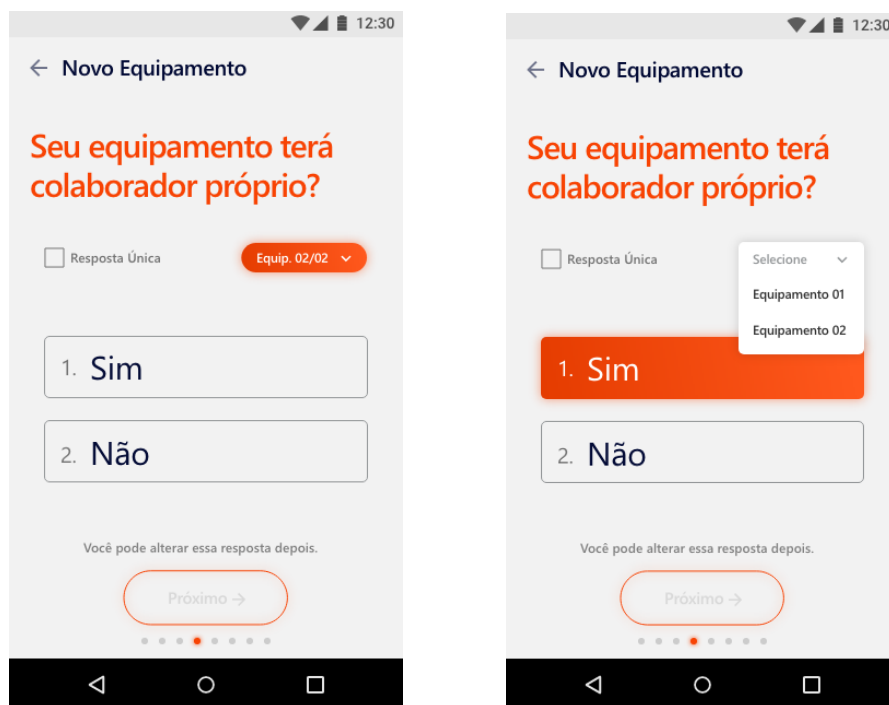 12:30
Novo Equipamento
Seu equipamento terá
colaborador próprio?
Resposta Única
Equip. 02/02
1. Sim
2. Não
Você pode alterar essa resposta depois.
Próximo →
12:30
Novo Equipamento
Seu equipamento terá
colaborador próprio?
Resposta Única
Selecione
Equipamento 01
Equipamento 02
1. Sim
2. Não
Você pode alterar essa resposta depois.
Próximo →